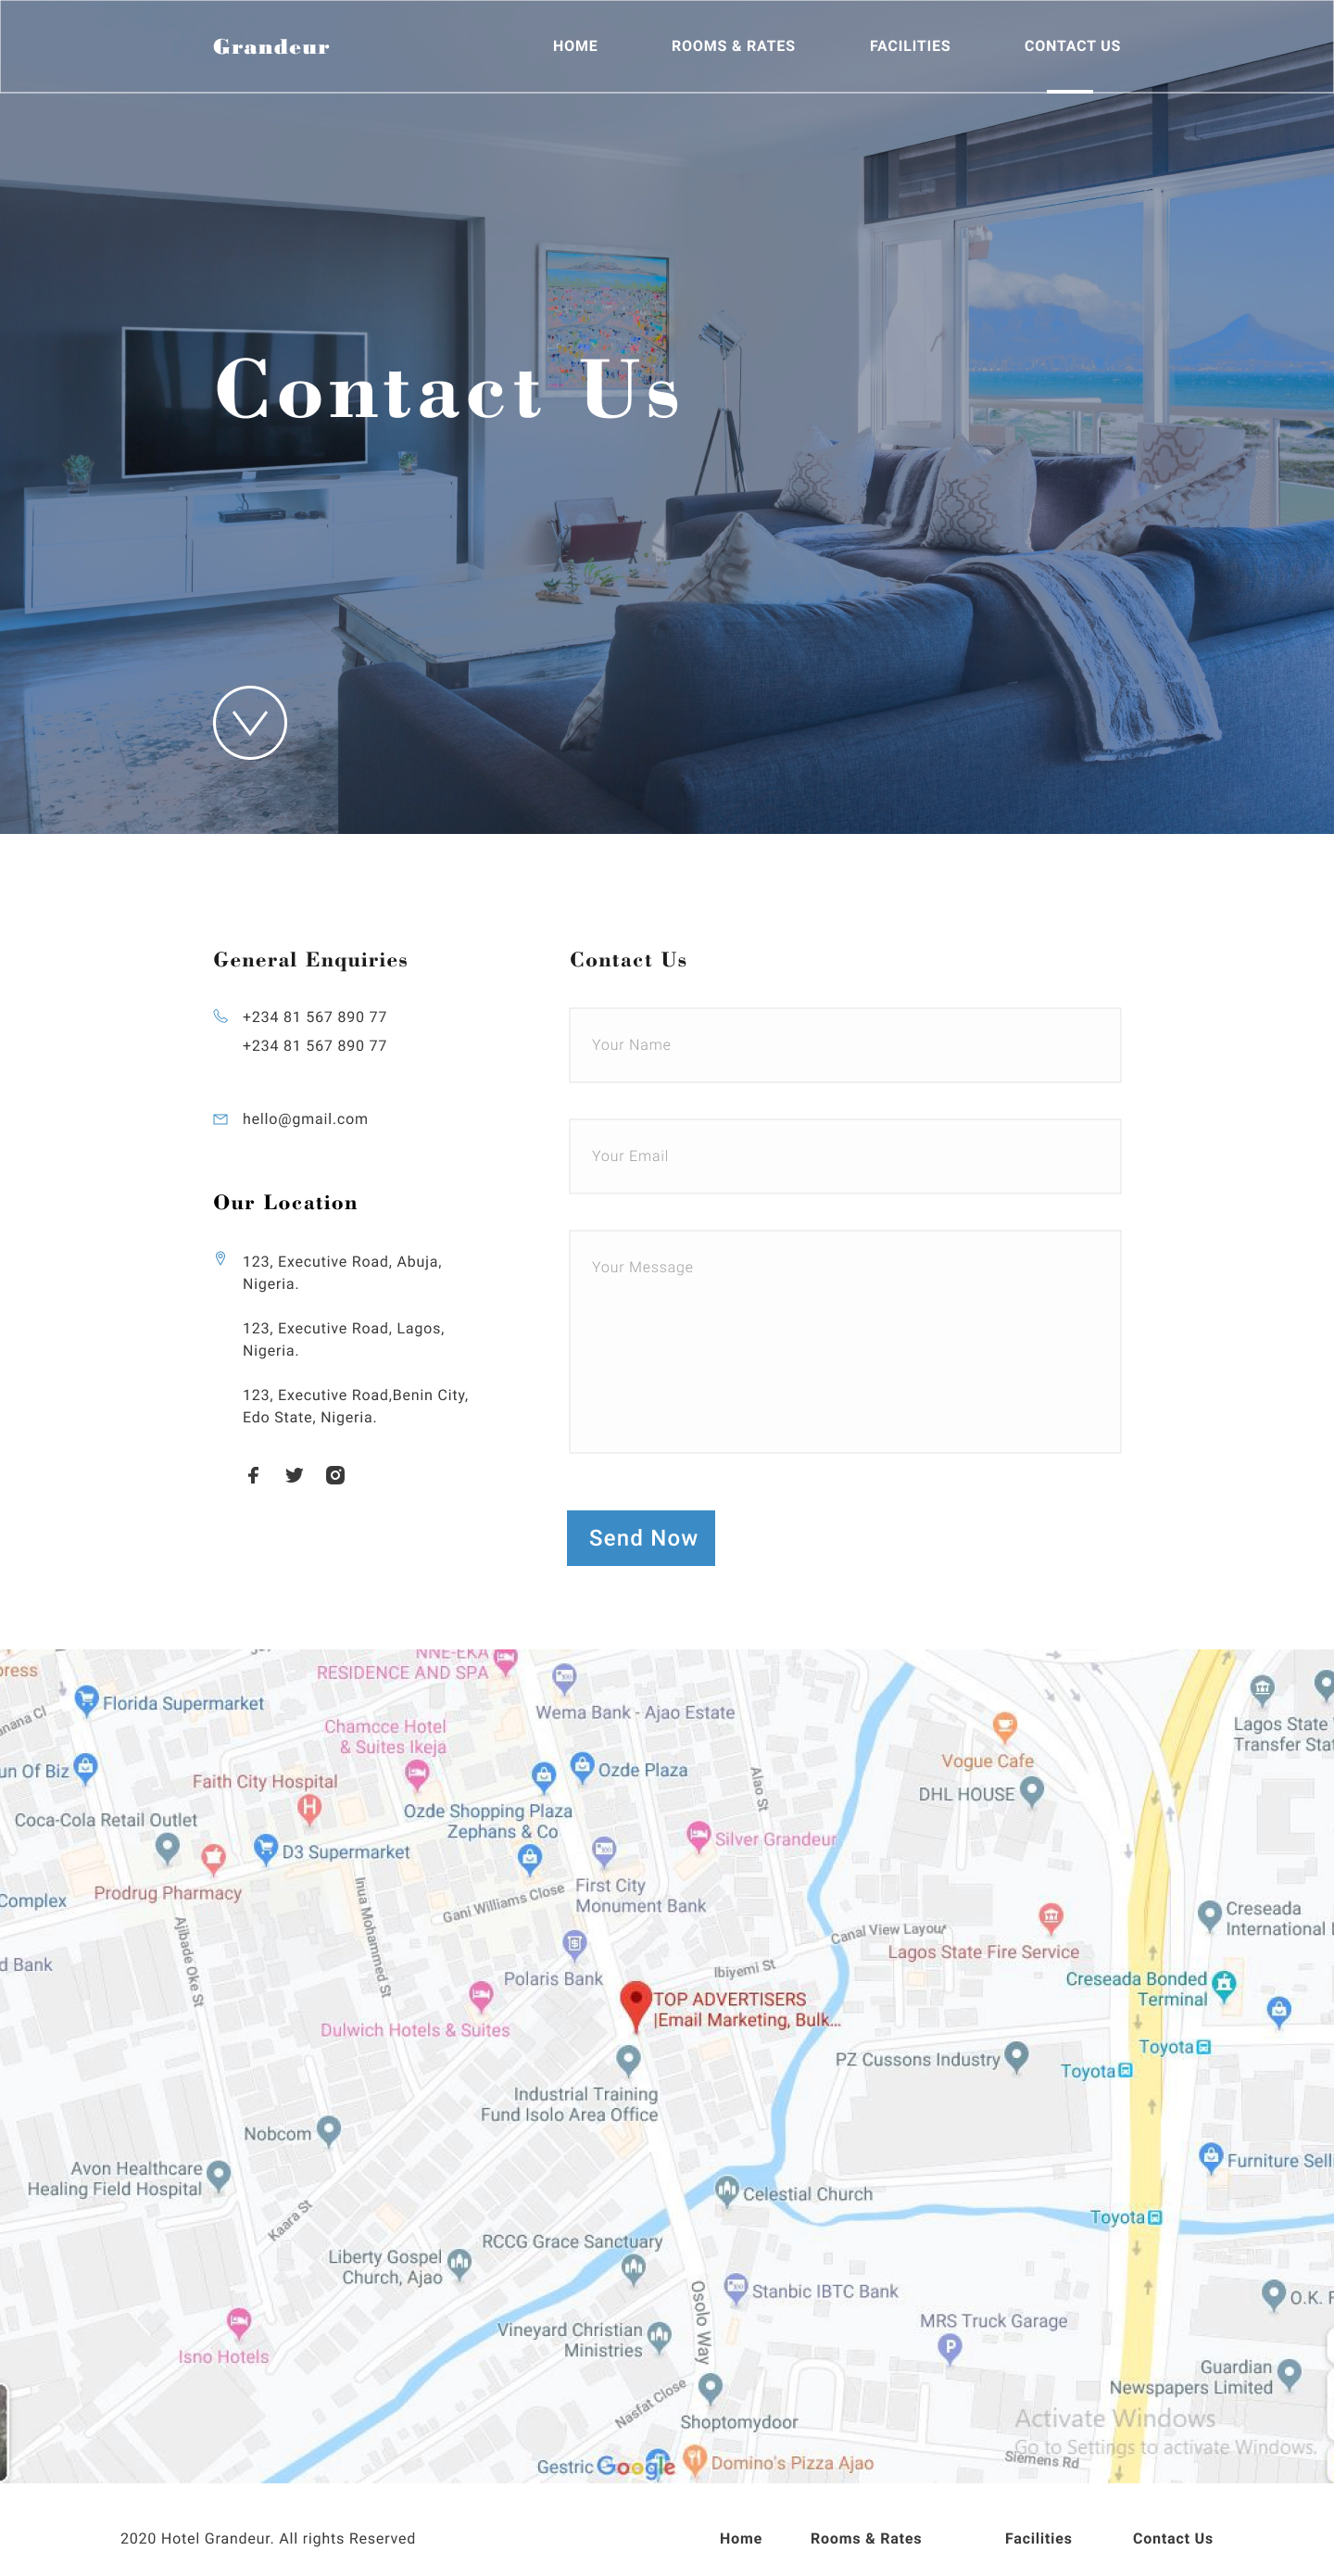 Grandeur
HOME
ROOMS & RATES
FACILITIES
CONTACT US
Contact Us
General Enquiries
+234 81 567 890 77
+234 81 567 890 77
hello@gmail.com
Our Location
123, Executive Road, Abuja,
Nigeria.
123, Executive Road, Lagos,
Nigeria.
123, Executive Road,Benin City,
Edo State, Nigeria.
Contact Us
Your Name
Your Email
Your Message
Send Now
NNE-EKA
RESIDENCE AND SPA
Florida Supermarket
Wema Bank - Ajao Estate
Chamcce Hotel
& Suites Ikeja
Vogue Cafe
Lagos State
Un Of Biz
Faith City Hospital
Ozde Plaza
Alao St
DHL HOUSE
Coca-Cola Retail Outlet
Ozde Shopping Plaza
Zephans & Co
Silver Grandeur
D3 Supermarket
Prodrug Pharmacy
Complex
Inua Mohammed St
Gani Williams Close
First City
Monument Bank
Ajibade Oke St
Canal View Layout
Lagos State Fire Service
Creseada
International
d Bank
Polaris Bank
Ibiyemi St
Creseada Bonded
Terminal
TOP ADVERTISERS
|Email Marketing, Bulk...
Dulwich Hotels & Suites
Toyota
PZ Cussons Industry
Toyota
Industrial Training
Fund Isolo Area Office
Nobcom
Avon Healthcare
Healing Field Hospital
Furniture Sell
Celestial Church
Kaara St
Toyota
RCCG Grace Sanctuary
Liberty Gospel
Church, Ajao
Stanbic IBTC Bank
O.K. F
Osolo Way
MRS Truck Garage
Vineyard Christian
Ministries
Isno Hotels
Guardian
Newspapers Limited
Nasfat Close
Shoptomydoor
Activate Windows
Go to Settings to activate Windows.
Siemens Rd
Gestric
Google
Domino's Pizza Ajao
2020 Hotel Grandeur. All rights Reserved
Home
Rooms & Rates
Facilities
Contact Us